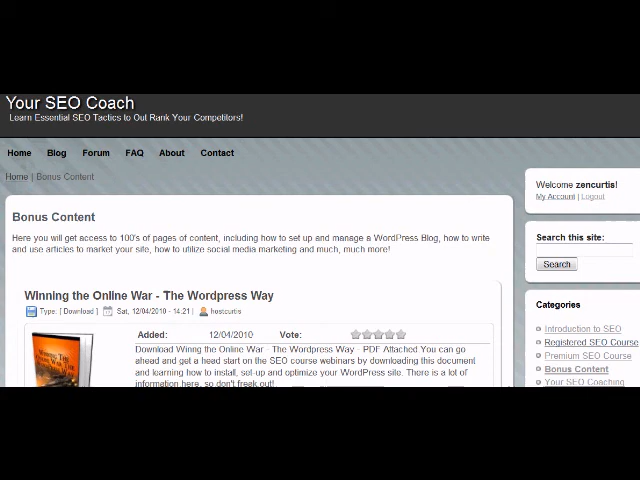 Your SEO Coach
Learn Essential SEO Tactics to Out Rank Your Competitors!
Home Blog Forum FAQ About Contact
Home | Bonus Content
Welcome zencurtis!
My Account | Logout
Bonus Content
Here you will get access to 100's of pages of content, including how to set up and manage a WordPress Blog, how to write
and use articles to market your site, how to utilize social media marketing and much, much more!
Search this site:
Search
Winning the Online War - The Wordpress Way
Type: [ Download ] Sat, 12/04/2010 - 14:21 | hostcurtis
Added: 12/04/2010 Vote:
Download Winng the Online War - The Wordpress Way - PDF Attached You can go
ahead and get a head start on the SEO course webinars by downloading this document
and learning how to install, set-up and optimize your WordPress site. There is a lot of
information here, so don't freak out!
Categories
Introduction to SEO
Registered SEO Course
Premium SEO Course
Bonus Content
Your SEO Coaching